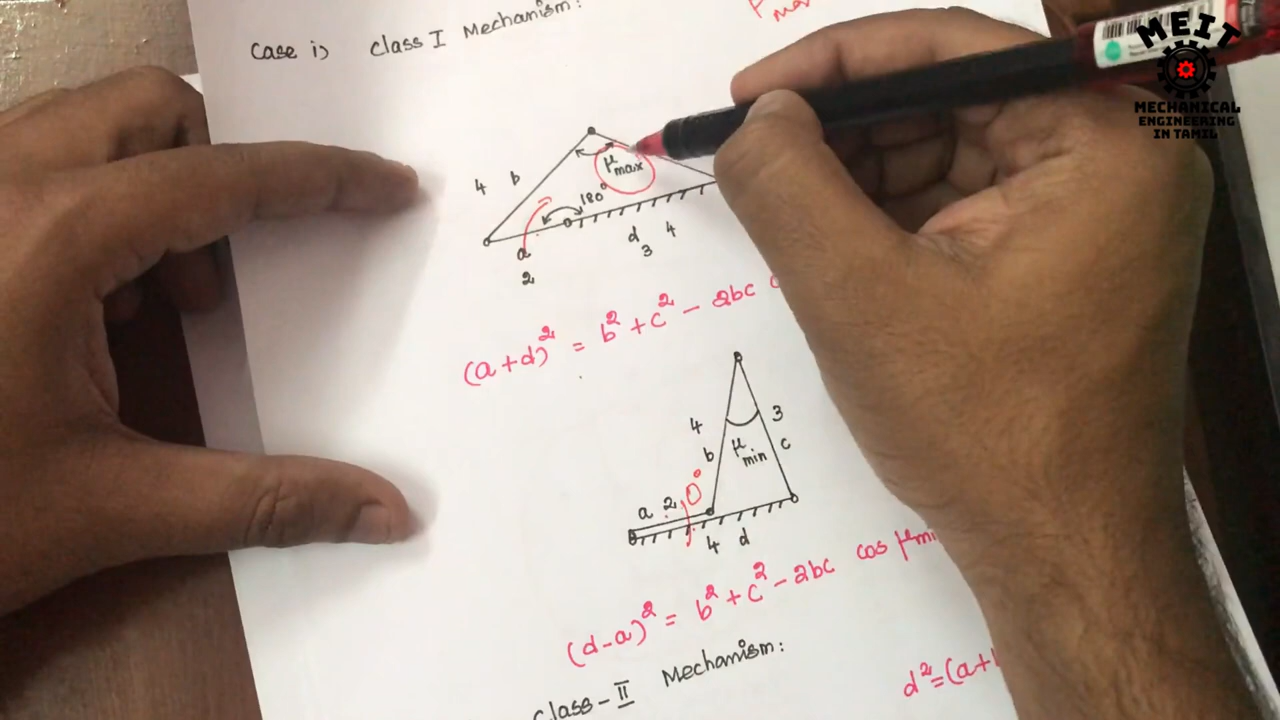 Case i) Class I Mechanism:
MEIT
MECHANICAL
ENGINEERING
IN TAMIL
4 b μmax
180°
a d 4
2 3
(a+d)² = b² + c² - 2bc
4 3
b μmin c
a 2 0°
4 d
(d-a)² = b² + c² - 2bc cos
Class-II Mechanism:
d²=(a+